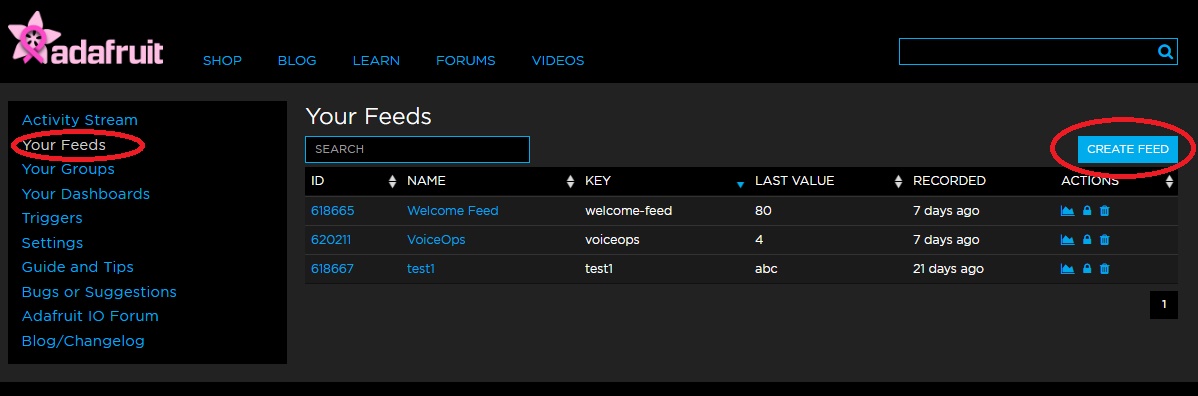 adafruit
SHOP BLOG LEARN FORUMS VIDEOS
Activity Stream
Your Feeds
Your Groups
Your Dashboards
Triggers
Settings
Guide and Tips
Bugs or Suggestions
Adafruit IO Forum
Blog/Changelog
Your Feeds
SEARCH
CREATE FEED
ID NAME KEY LAST VALUE RECORDED ACTIONS
618665 Welcome Feed welcome-feed 80 7 days ago
620211 VoiceOps voiceops 4 7 days ago
618667 test1 test1 abc 21 days ago
1